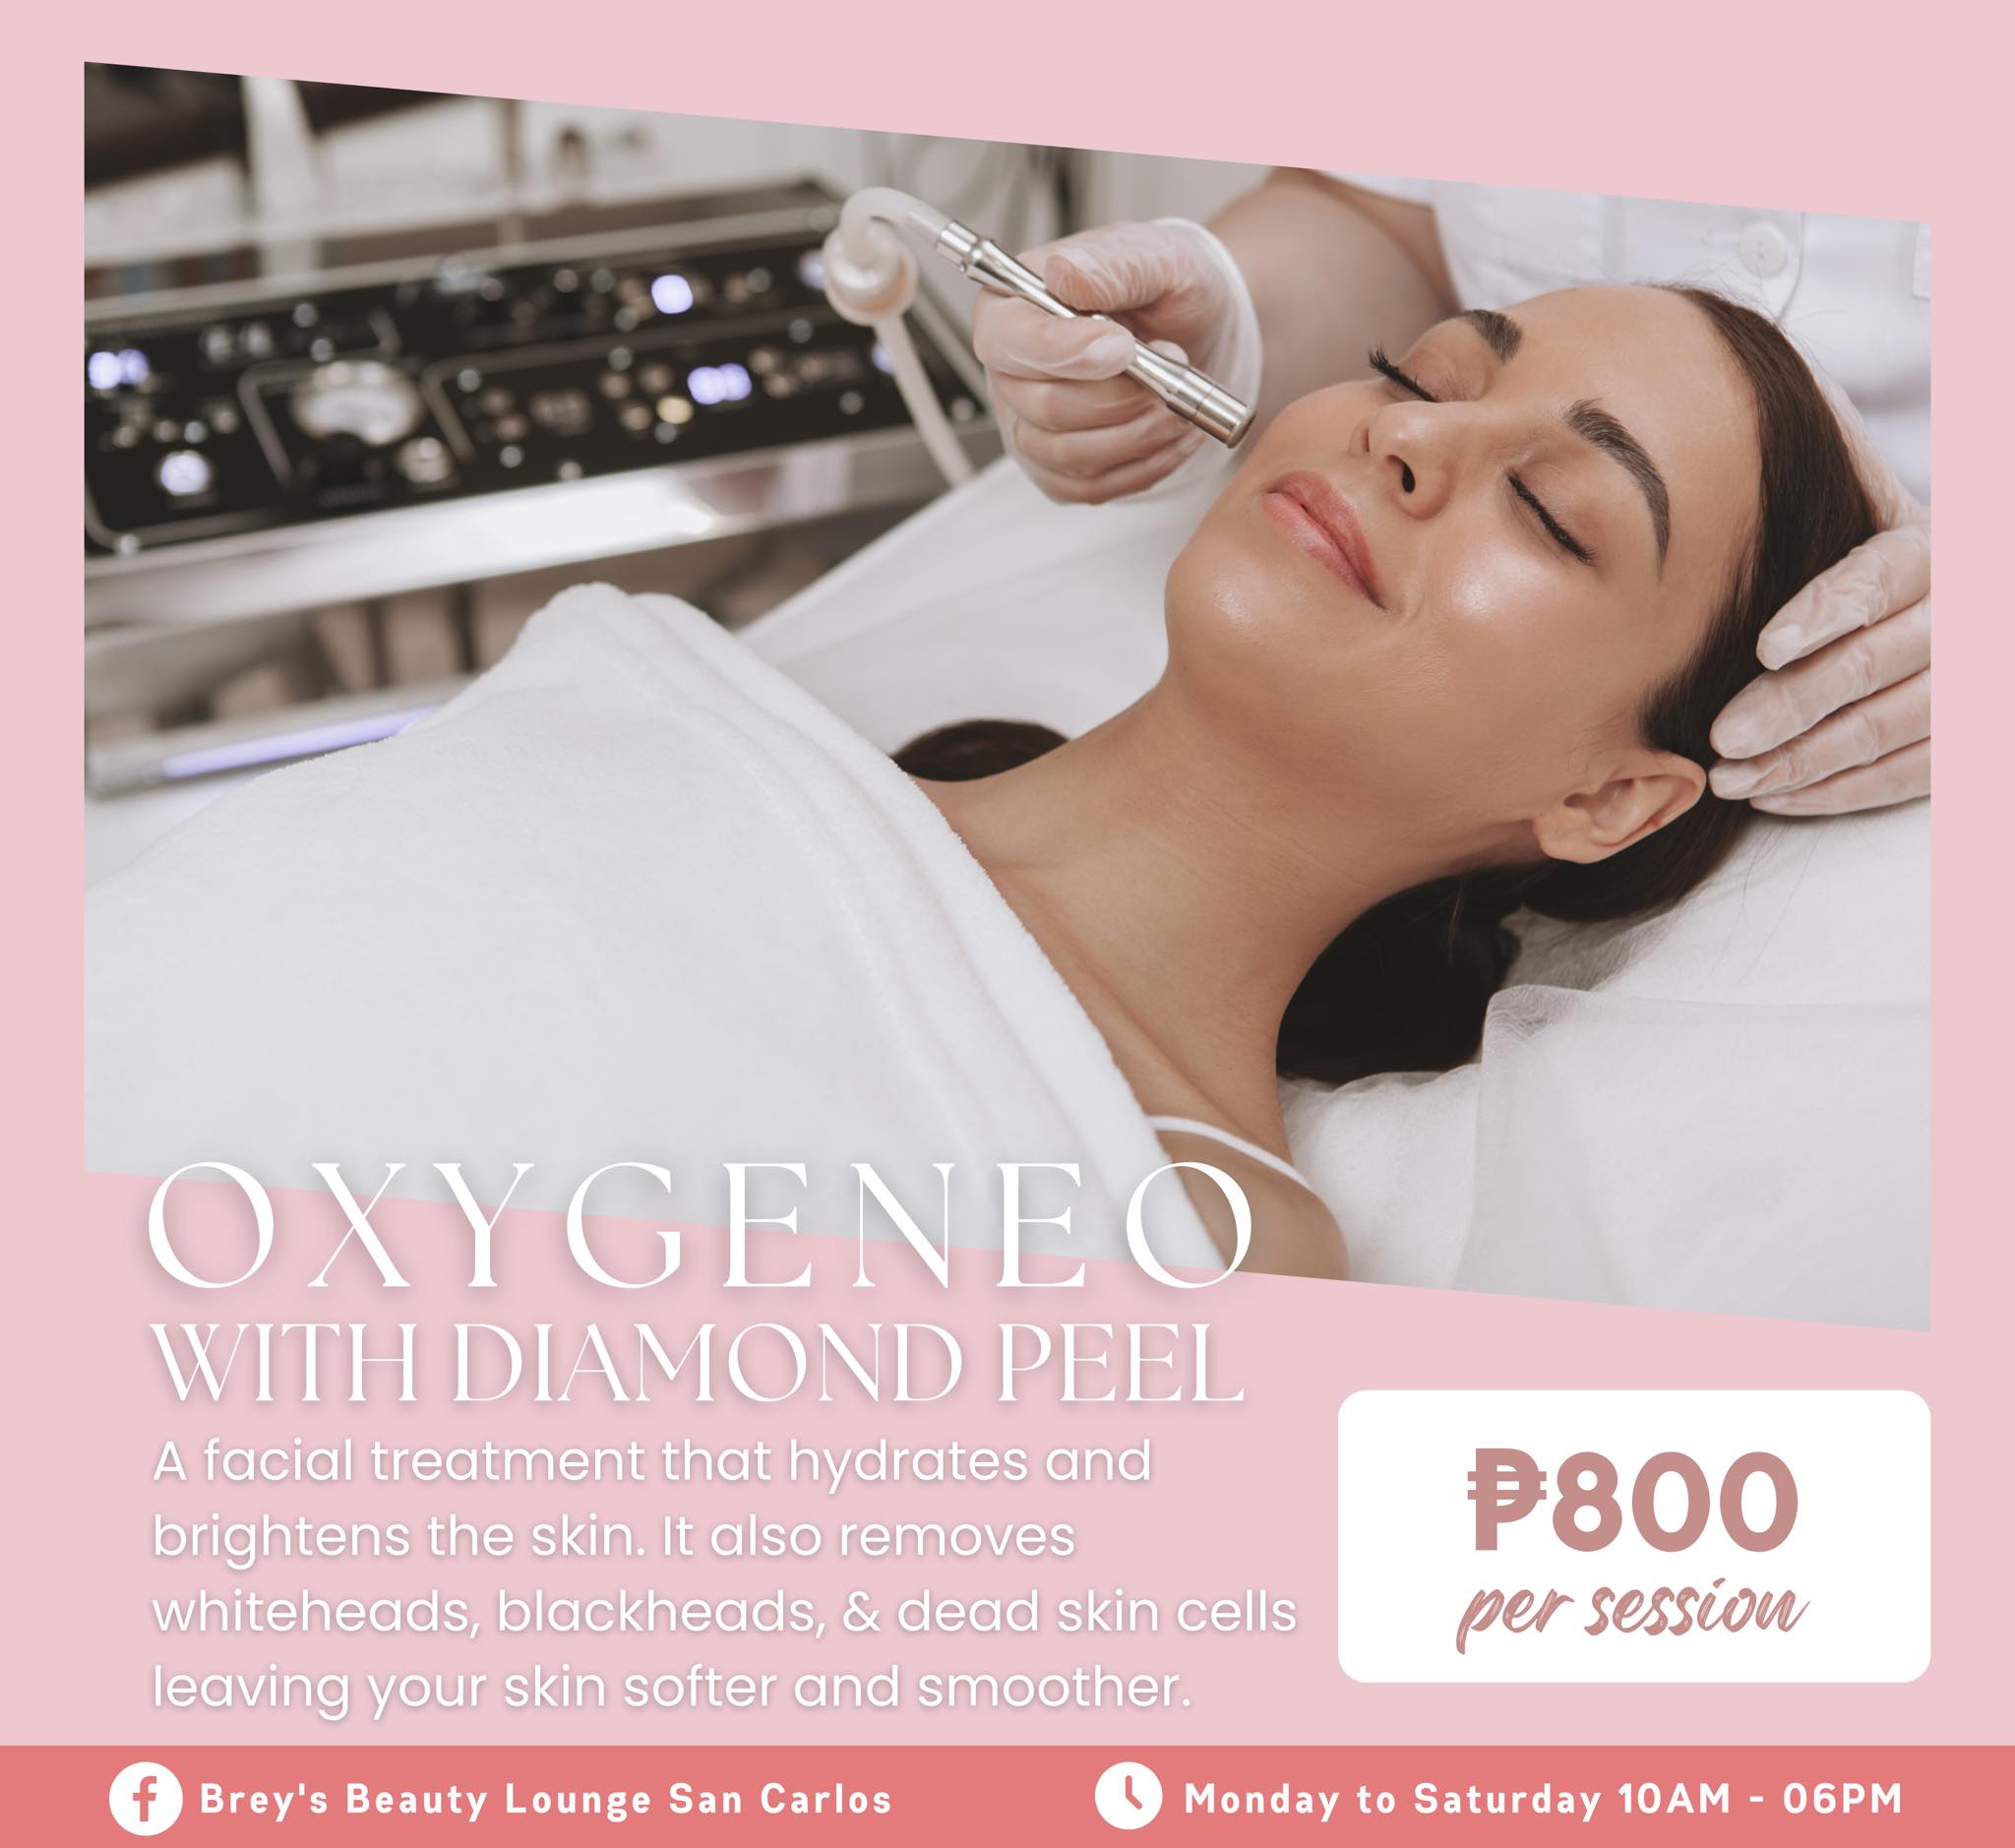 OXYGENEO
WITH DIAMOND PEEL
A facial treatment that hydrates and
brightens the skin. It also removes
whiteheads, blackheads, & dead skin cells
leaving your skin softer and smoother.
₱800
per session
Brey's Beauty Lounge San Carlos
Monday to Saturday 10AM - 06PM